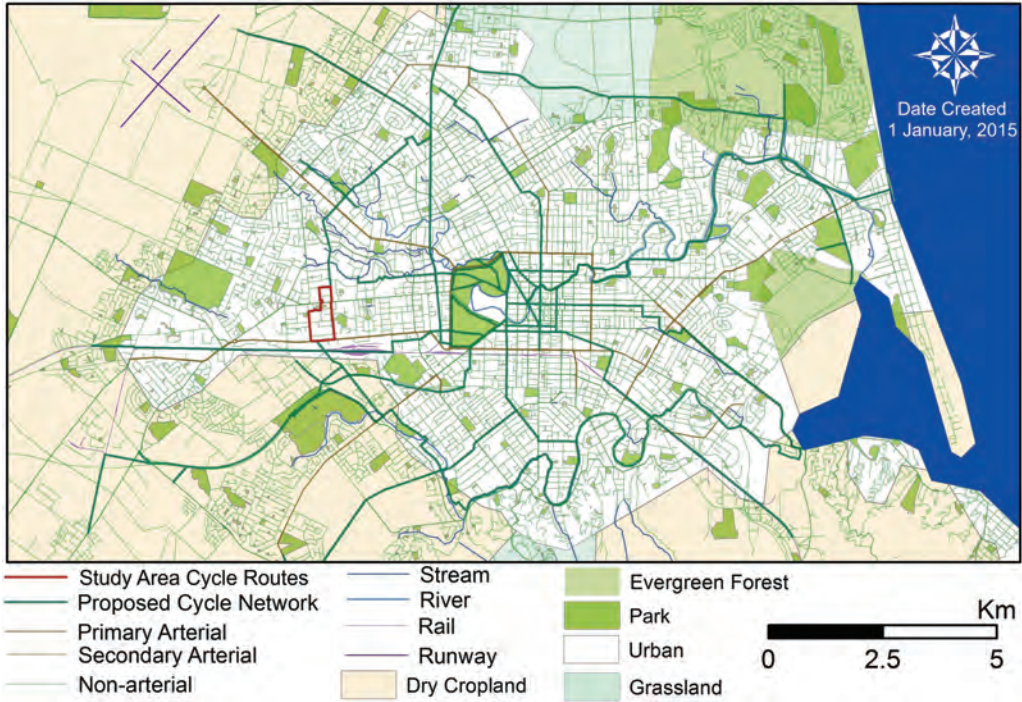 Date Created
1 January, 2015
Study Area Cycle Routes
Proposed Cycle Network
Primary Arterial
Secondary Arterial
Non-arterial
Stream
River
Rail
Runway
Dry Cropland
Evergreen Forest
Park
Urban
Grassland
Km
0 2.5 5